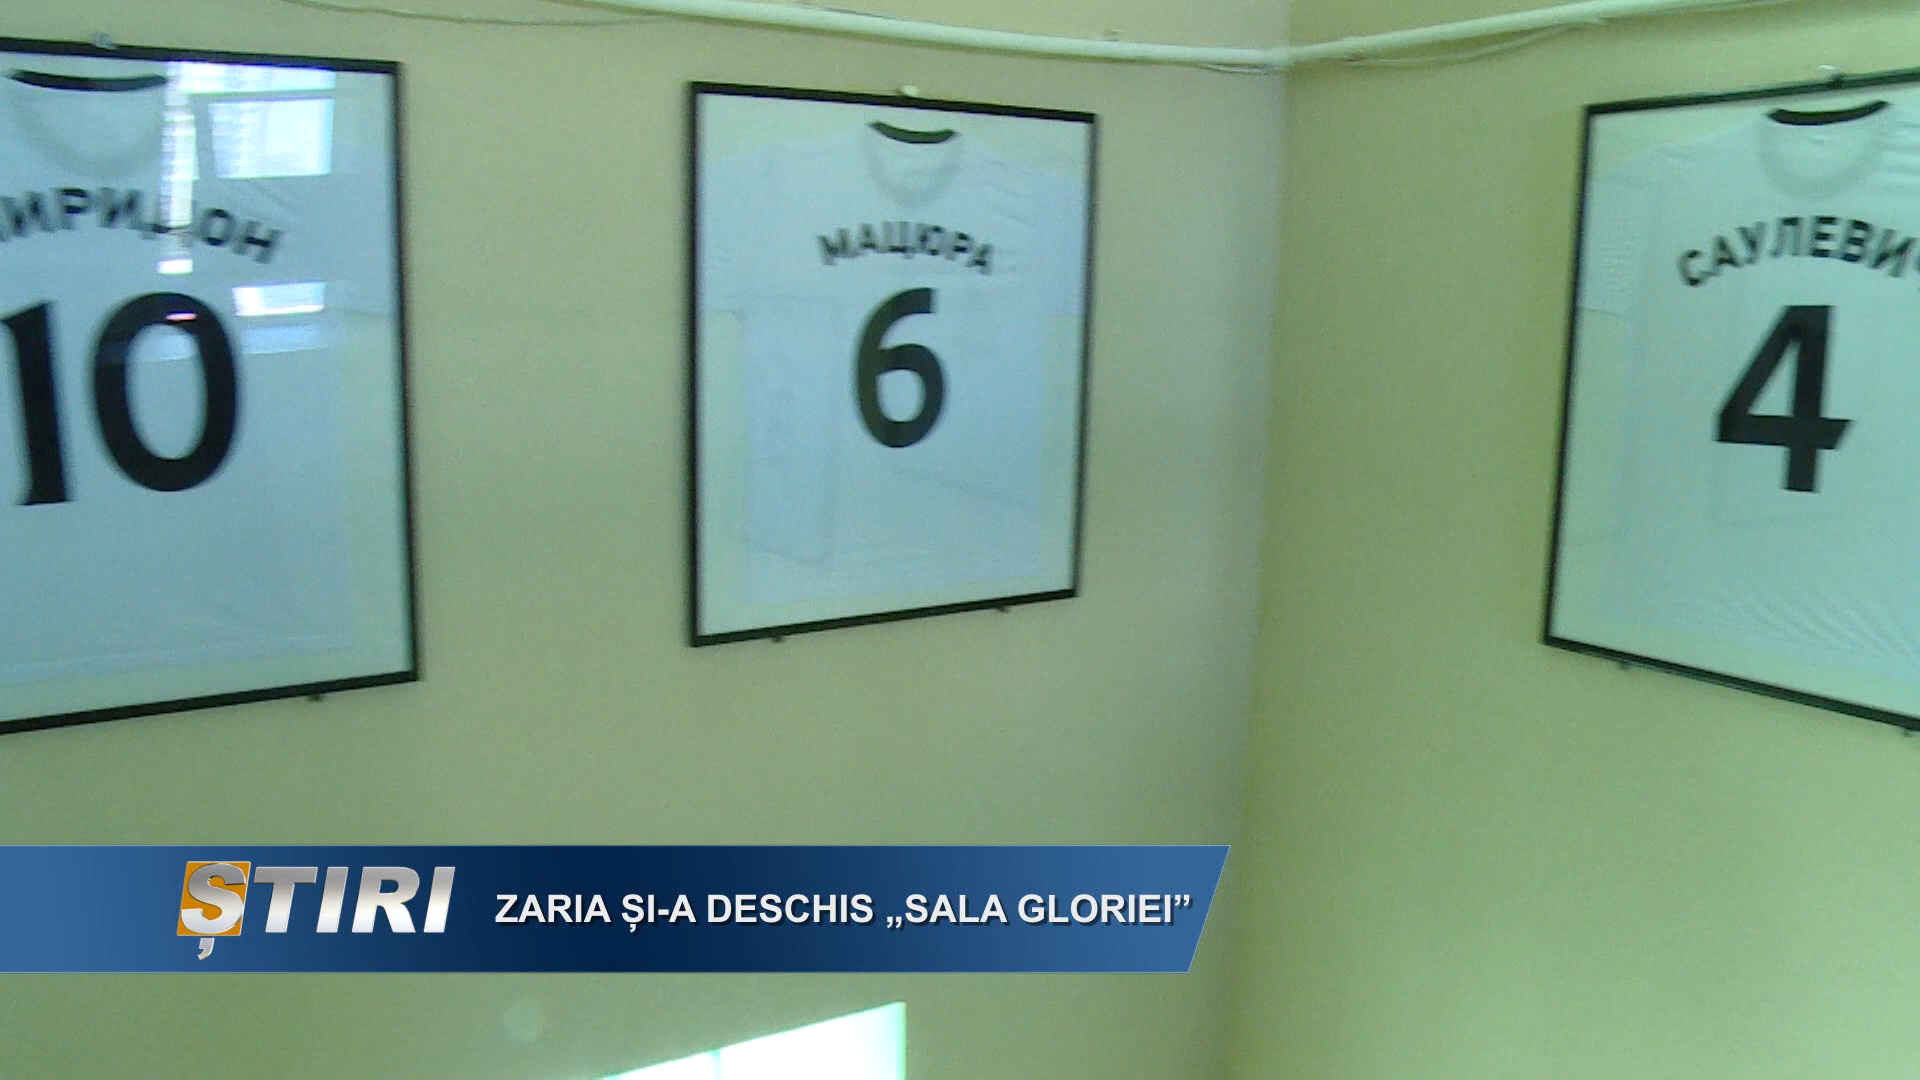 МАЦЮРА
10
6
4
ȘTIRI
ZARIA ȘI-A DESCHIS „SALA GLORIEI”